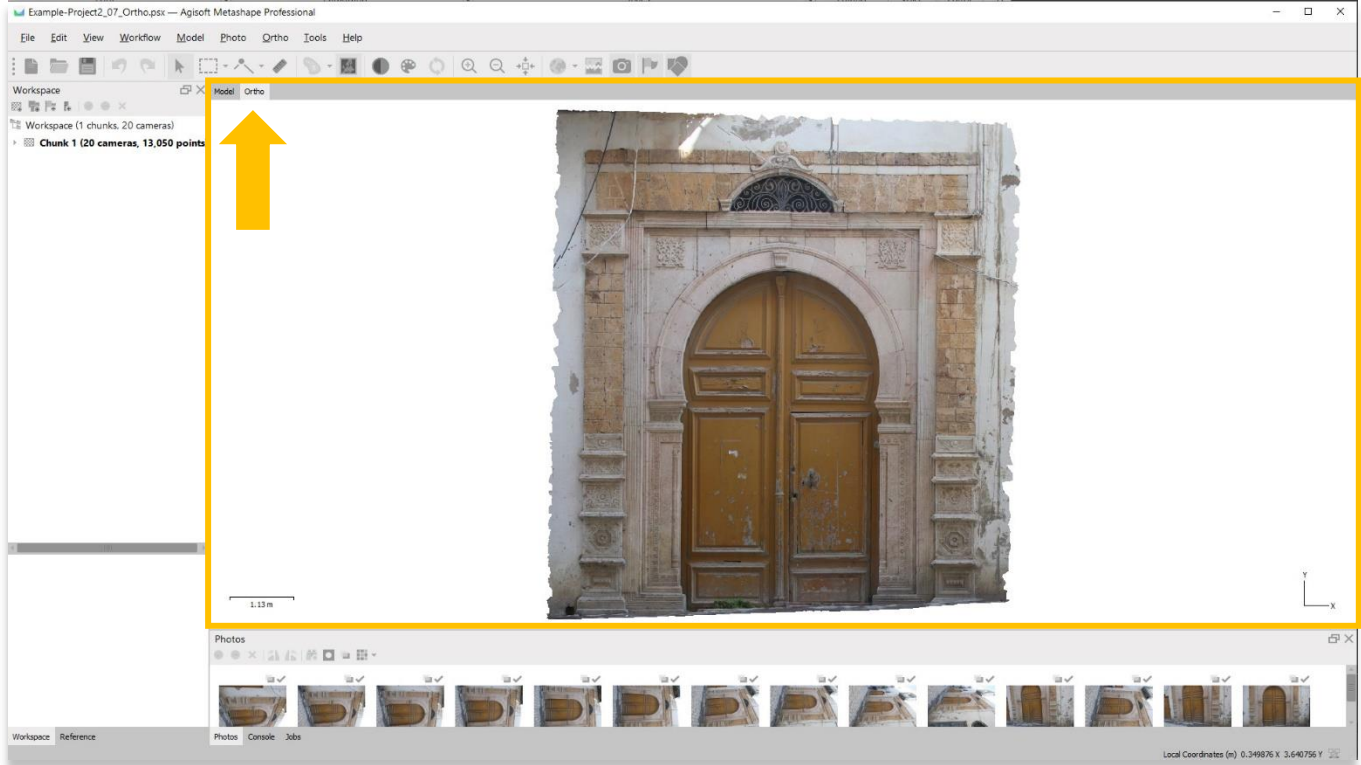 Example-Project2_07_Ortho.psx — Agisoft Metashape Professional
File Edit View Workflow Model Photo Ortho Tools Help
Workspace
Model Ortho
Workspace (1 chunks, 20 cameras)
Chunk 1 (20 cameras, 13,050 points
1.13 m
Y
X
Photos
Workspace Reference
Photos Console Jobs
Local Coordinates (m) 0.349876 X 3.640756 Y